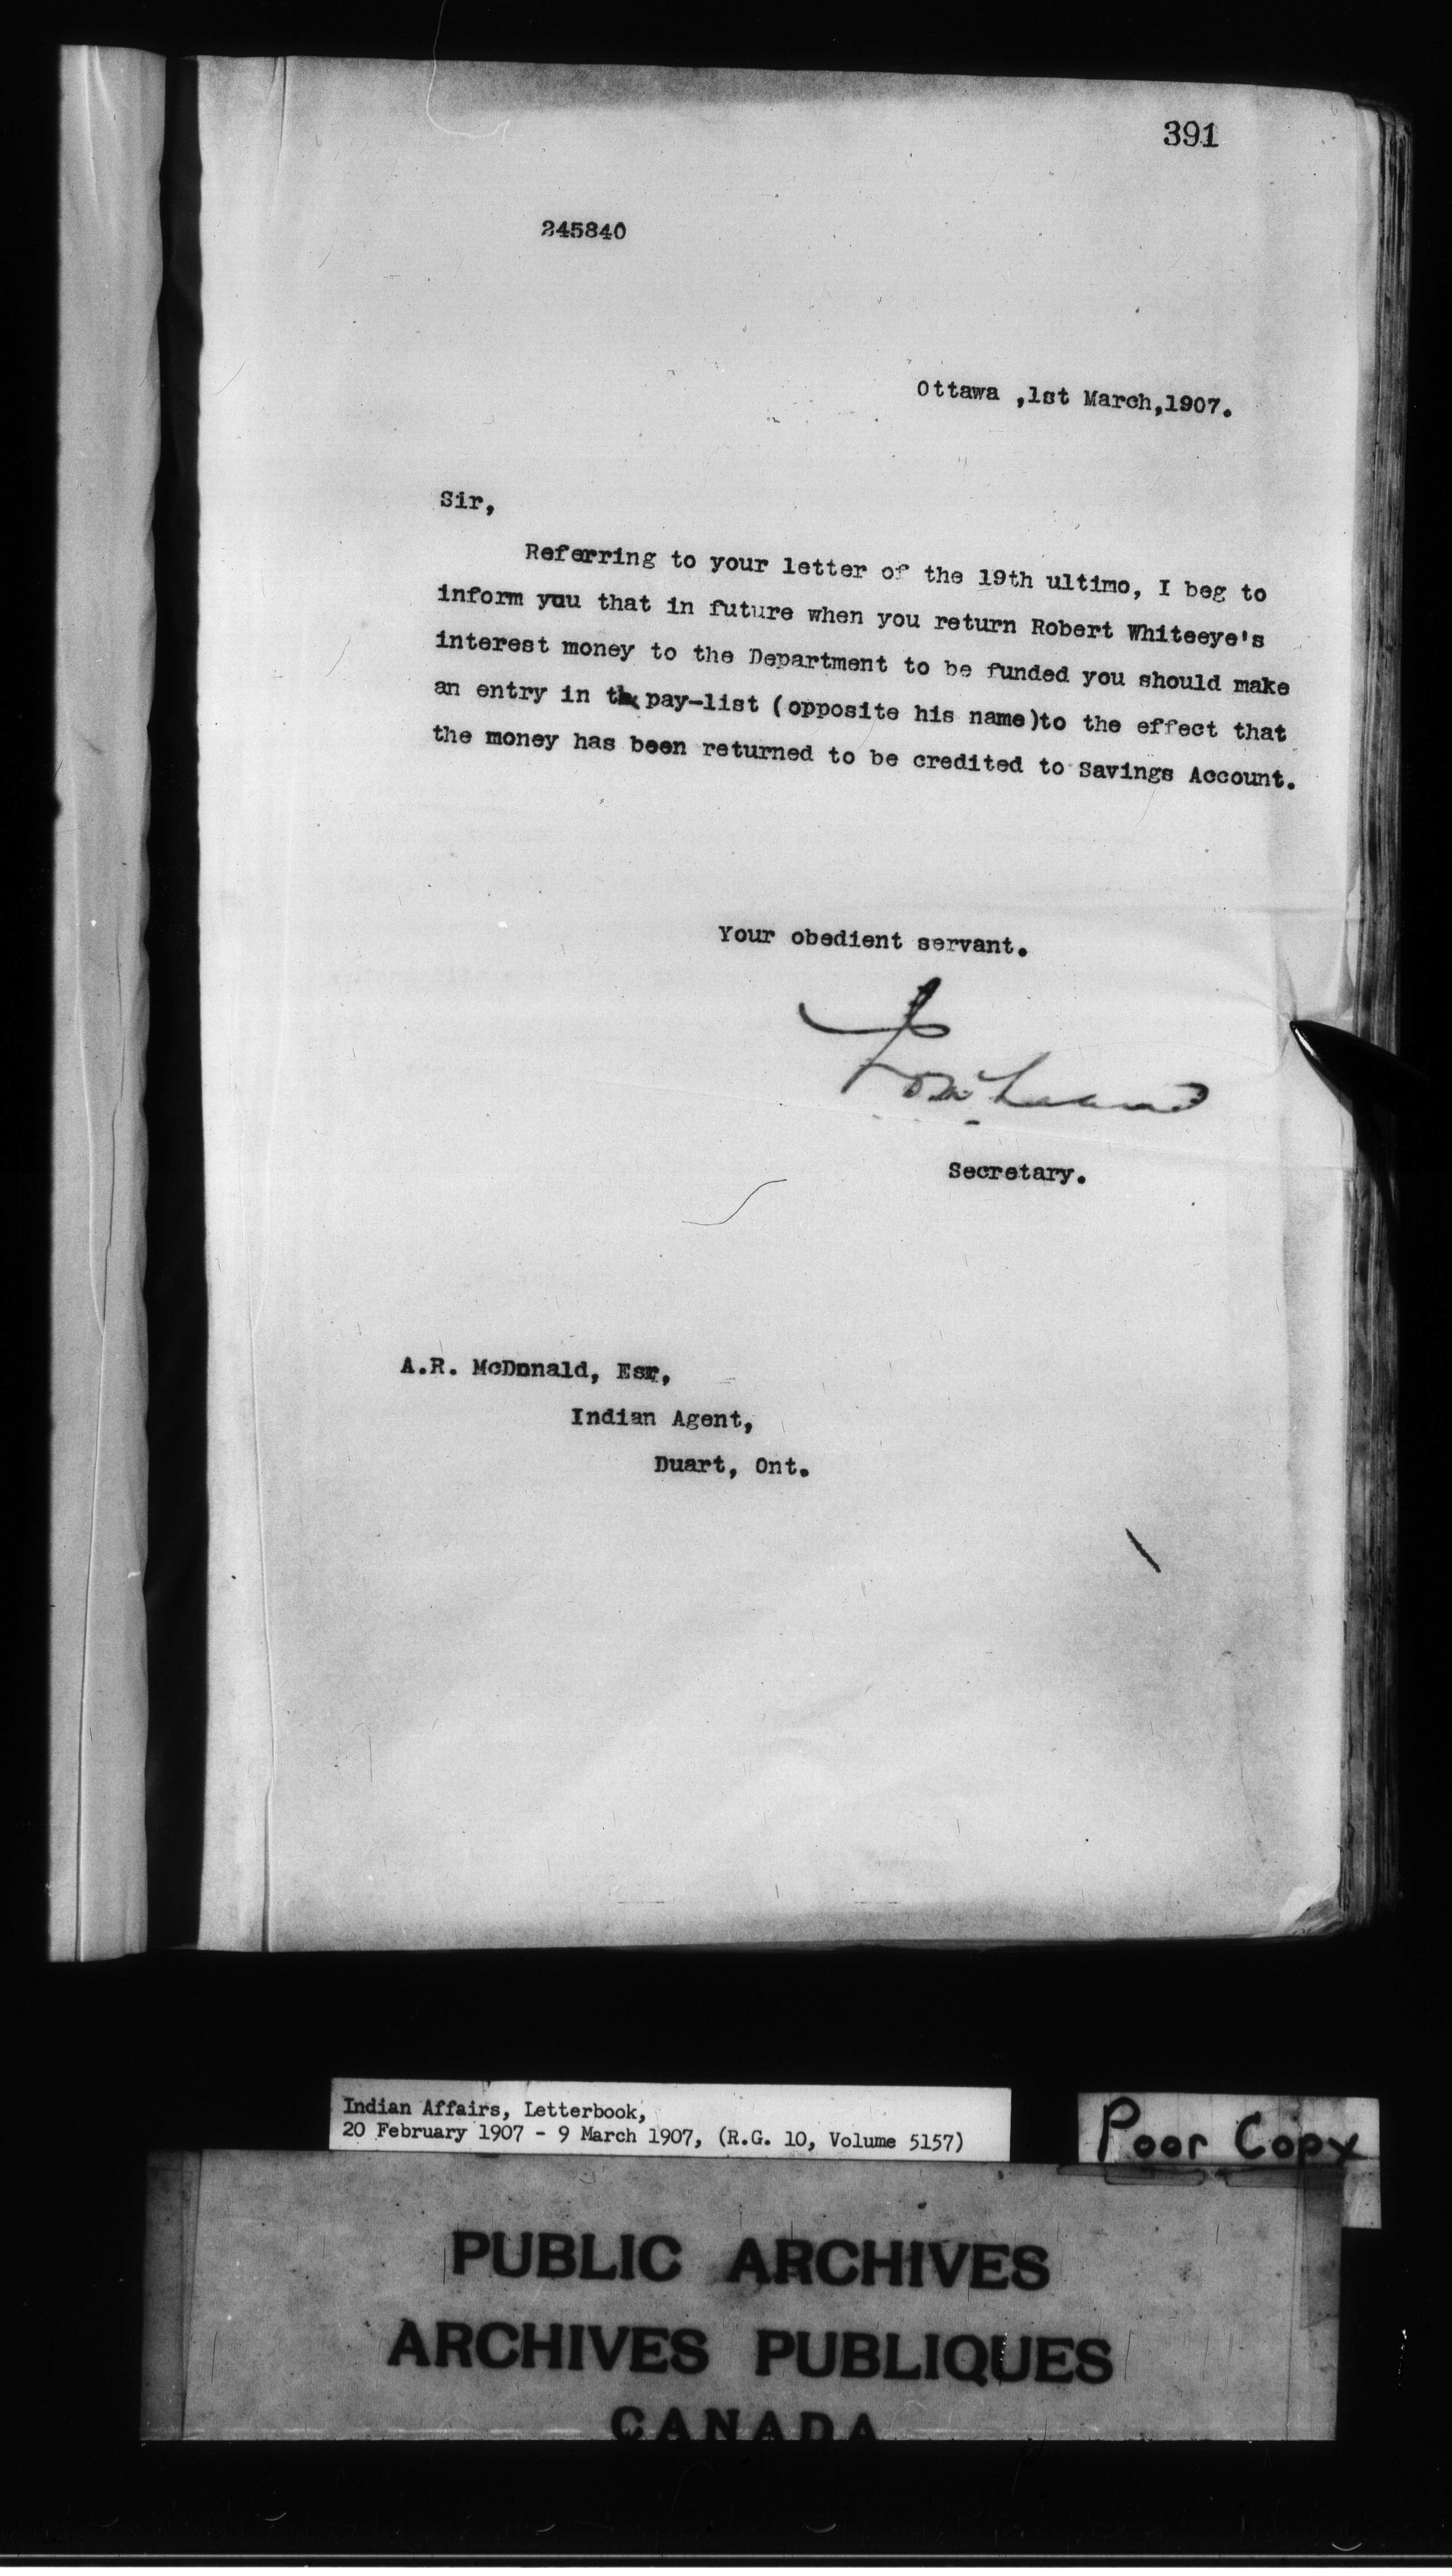 391
245840
Ottawa ,1st March,1907.
Sir,
Referring to your letter of the 19th ultimo, I beg to
inform you that in future when you return Robert Whiteeye's
interest money to the Department to be funded you should make
an entry in the pay-list (opposite his name)to the effect that
the money has been returned to be credited to Savings Account.
Your obedient servant.
Secretary.
A.R. McDonald, Esr,
Indian Agent,
Duart, Ont.
Indian Affairs, Letterbook,
20 February 1907 - 9 March 1907, (R.G. 10, Volume 5157)
Poor Copy
PUBLIC ARCHIVES
ARCHIVES PUBLIQUES
CANADA